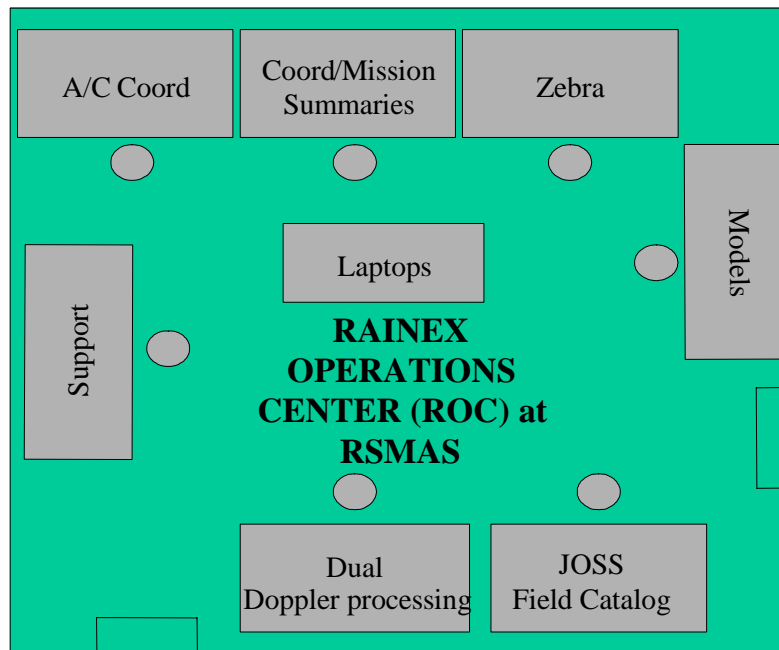 A/C Coord
Coord/Mission
Summaries
Zebra
Models
Laptops
Support
RAINEX
OPERATIONS
CENTER (ROC) at
RSMAS
Dual
Doppler processing
JOSS
Field Catalog